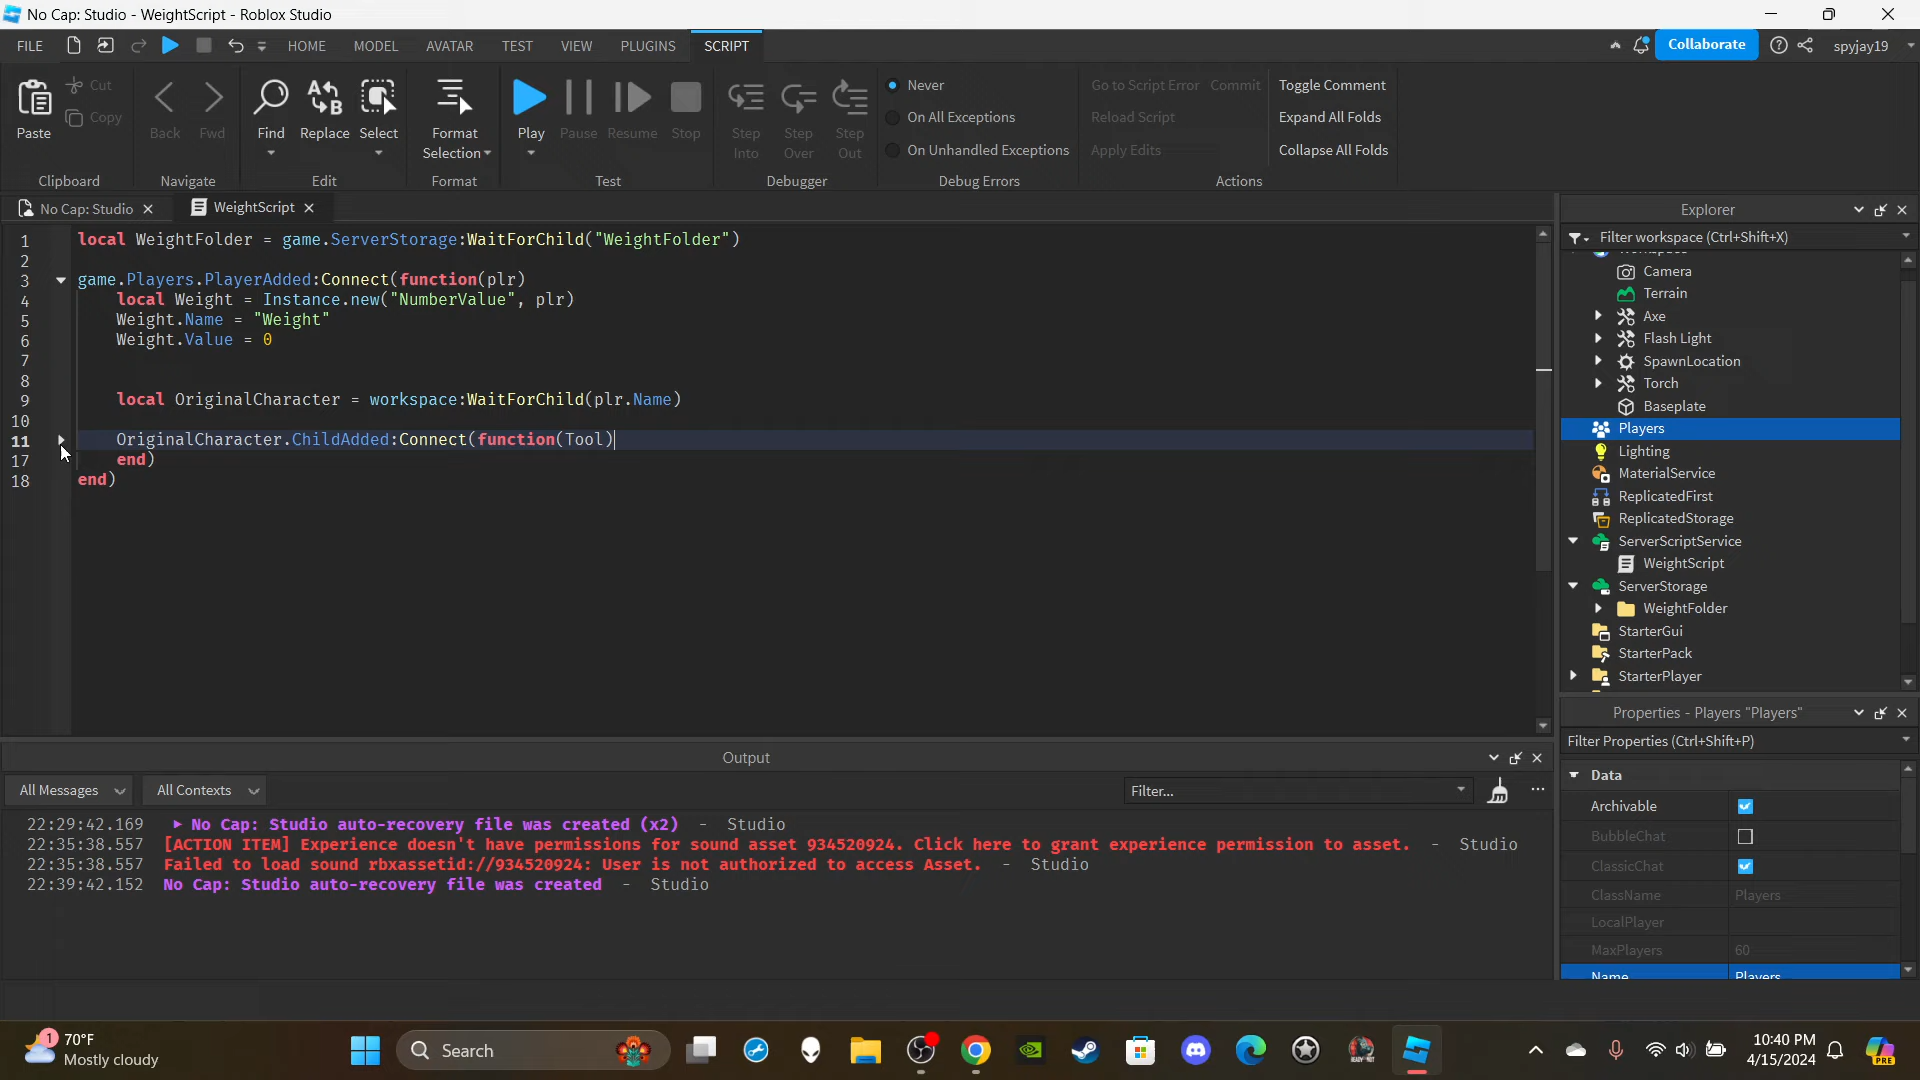 No Cap: Studio - WeightScript - Roblox Studio
FILE HOME MODEL AVATAR TEST VIEW PLUGINS SCRIPT Collaborate spyjay19
Paste Cut Copy Back Fwd Find Replace Select Format Selection Play Pause Resume Stop Step Into Step Over Step Out
Never
On All Exceptions
On Unhandled Exceptions
Go to Script Error Commit
Reload Script
Apply Edits
Toggle Comment
Expand All Folds
Collapse All Folds
Clipboard Navigate Edit Format Test Debugger Debug Errors Actions
No Cap: Studio WeightScript
1 local WeightFolder = game.ServerStorage:WaitForChild("WeightFolder")
2
3 game.Players.PlayerAdded:Connect(function(plr)
4 local Weight = Instance.new("NumberValue", plr)
5 Weight.Name = "Weight"
6 Weight.Value = 0
7
8
9 local OriginalCharacter = workspace:WaitForChild(plr.Name)
10
11 OriginalCharacter.ChildAdded:Connect(function(Tool)
17 end)
18 end)
Explorer
Filter workspace (Ctrl+Shift+X)
Camera
Terrain
Axe
Flash Light
SpawnLocation
Torch
Baseplate
Players
Lighting
MaterialService
ReplicatedFirst
ReplicatedStorage
ServerScriptService
WeightScript
ServerStorage
WeightFolder
StarterGui
StarterPack
StarterPlayer
Properties - Players "Players"
Filter Properties (Ctrl+Shift+P)
Data
Archivable
BubbleChat
ClassicChat
ClassName Players
LocalPlayer
MaxPlayers 60
Name Players
Output
All Messages All Contexts Filter...
22:29:42.169 No Cap: Studio auto-recovery file was created (x2) - Studio
22:35:38.557 [ACTION ITEM] Experience doesn't have permissions for sound asset 934520924. Click here to grant experience permission to asset. - Studio
22:35:38.557 Failed to load sound rbxassetid://934520924: User is not authorized to access Asset. - Studio
22:39:42.152 No Cap: Studio auto-recovery file was created - Studio
1 70°F
Mostly cloudy
Search
10:40 PM
4/15/2024
PRE